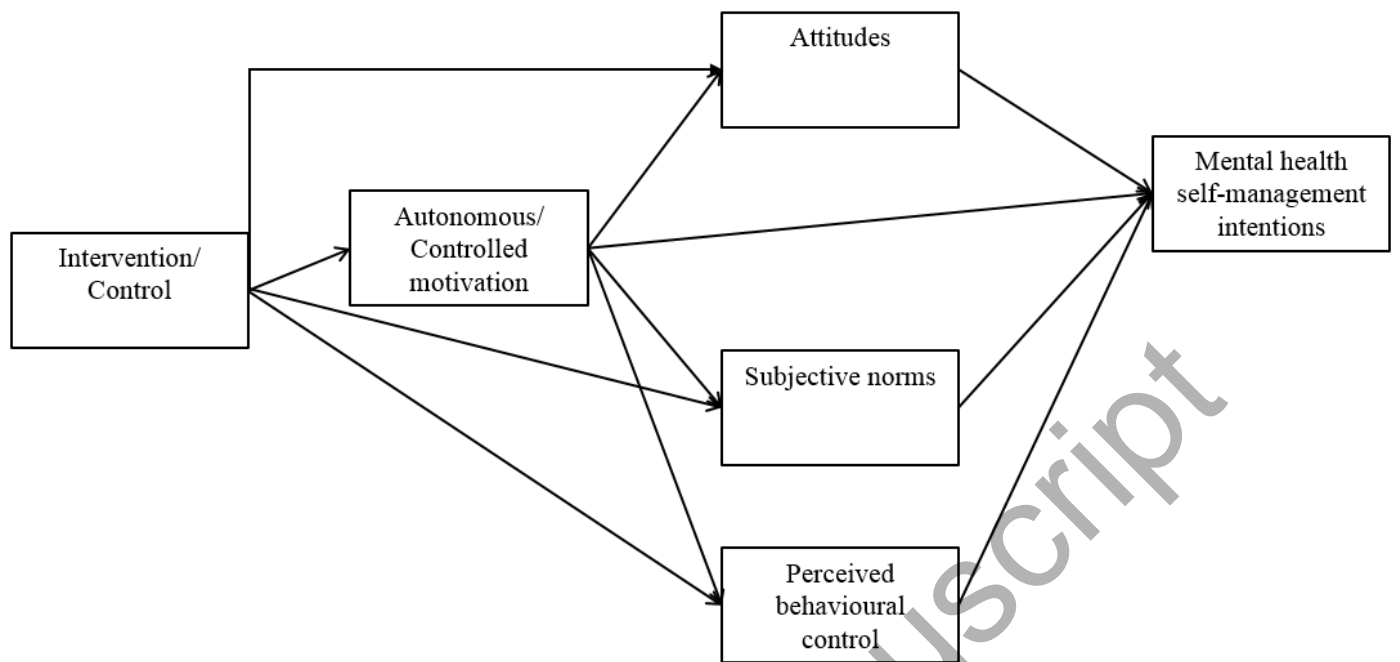 Attitudes
Mental health
self-management
intentions
Autonomous/
Controlled
motivation
Intervention/
Control
Subjective norms
Perceived
behavioural
control